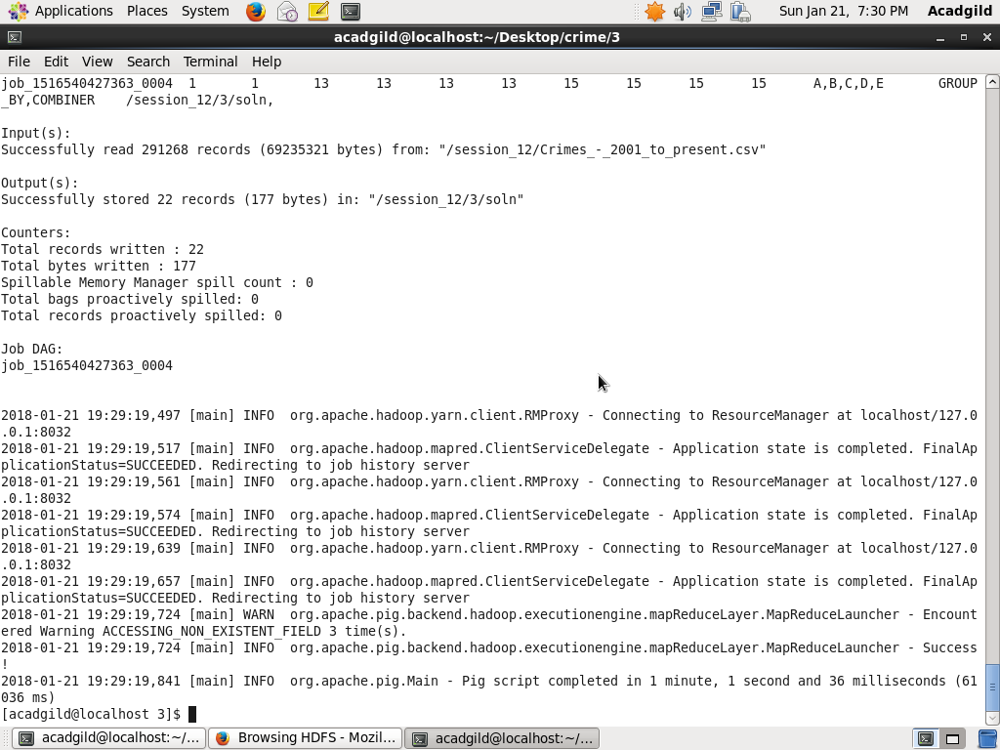 Applications Places System Sun Jan 21, 7:30 PM Acadgild
acadgild@localhost:~/Desktop/crime/3
File Edit View Search Terminal Help
job_1516540427363_0004 1 1 13 13 13 13 15 15 15 15 A,B,C,D,E GROUP
_BY,COMBINER /session_12/3/soln,
Input(s):
Successfully read 291268 records (69235321 bytes) from: "/session_12/Crimes_-_2001_to_present.csv"
Output(s):
Successfully stored 22 records (177 bytes) in: "/session_12/3/soln"
Counters:
Total records written : 22
Total bytes written : 177
Spillable Memory Manager spill count : 0
Total bags proactively spilled: 0
Total records proactively spilled: 0
Job DAG:
job_1516540427363_0004
2018-01-21 19:29:19,497 [main] INFO org.apache.hadoop.yarn.client.RMProxy - Connecting to ResourceManager at localhost/127.0
.0.1:8032
2018-01-21 19:29:19,517 [main] INFO org.apache.hadoop.mapred.ClientServiceDelegate - Application state is completed. FinalAp
plicationStatus=SUCCEEDED. Redirecting to job history server
2018-01-21 19:29:19,561 [main] INFO org.apache.hadoop.yarn.client.RMProxy - Connecting to ResourceManager at localhost/127.0
.0.1:8032
2018-01-21 19:29:19,574 [main] INFO org.apache.hadoop.mapred.ClientServiceDelegate - Application state is completed. FinalAp
plicationStatus=SUCCEEDED. Redirecting to job history server
2018-01-21 19:29:19,639 [main] INFO org.apache.hadoop.yarn.client.RMProxy - Connecting to ResourceManager at localhost/127.0
.0.1:8032
2018-01-21 19:29:19,657 [main] INFO org.apache.hadoop.mapred.ClientServiceDelegate - Application state is completed. FinalAp
plicationStatus=SUCCEEDED. Redirecting to job history server
2018-01-21 19:29:19,724 [main] WARN org.apache.pig.backend.hadoop.executionengine.mapReduceLayer.MapReduceLauncher - Encount
ered Warning ACCESSING_NON_EXISTENT_FIELD 3 time(s).
2018-01-21 19:29:19,724 [main] INFO org.apache.pig.backend.hadoop.executionengine.mapReduceLayer.MapReduceLauncher - Success
!
2018-01-21 19:29:19,841 [main] INFO org.apache.pig.Main - Pig script completed in 1 minute, 1 second and 36 milliseconds (61
036 ms)
[acadgild@localhost 3]$
acadgild@localhost:~/... Browsing HDFS - Mozil... acadgild@localhost:~/...